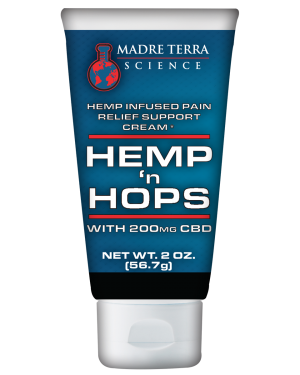 MADRE TERRA
SCIENCE
HEMP INFUSED PAIN
RELIEF SUPPORT
CREAM *
HEMP
'n
HOPS
WITH 200MG CBD
NET WT. 2 OZ.
(56.7g)